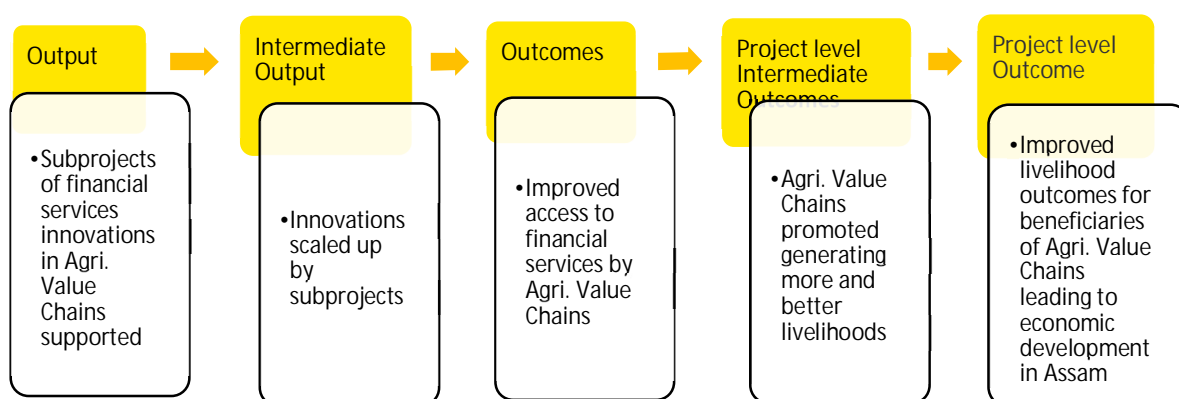 Output
•Subprojects
of financial
services
innovations
in Agri.
Value
Chains
supported
Intermediate
Output
•Innovations
scaled up
by
subprojects
Outcomes
•Improved
access to
financial
services by
Agri. Value
Chains
Project level
Intermediate
Outcomes
•Agri. Value
Chains
promoted
generating
more and
better
livelihoods
Project level
Outcome
•Improved
livelihood
outcomes for
beneficiaries
of Agri. Value
Chains
leading to
economic
development
in Assam